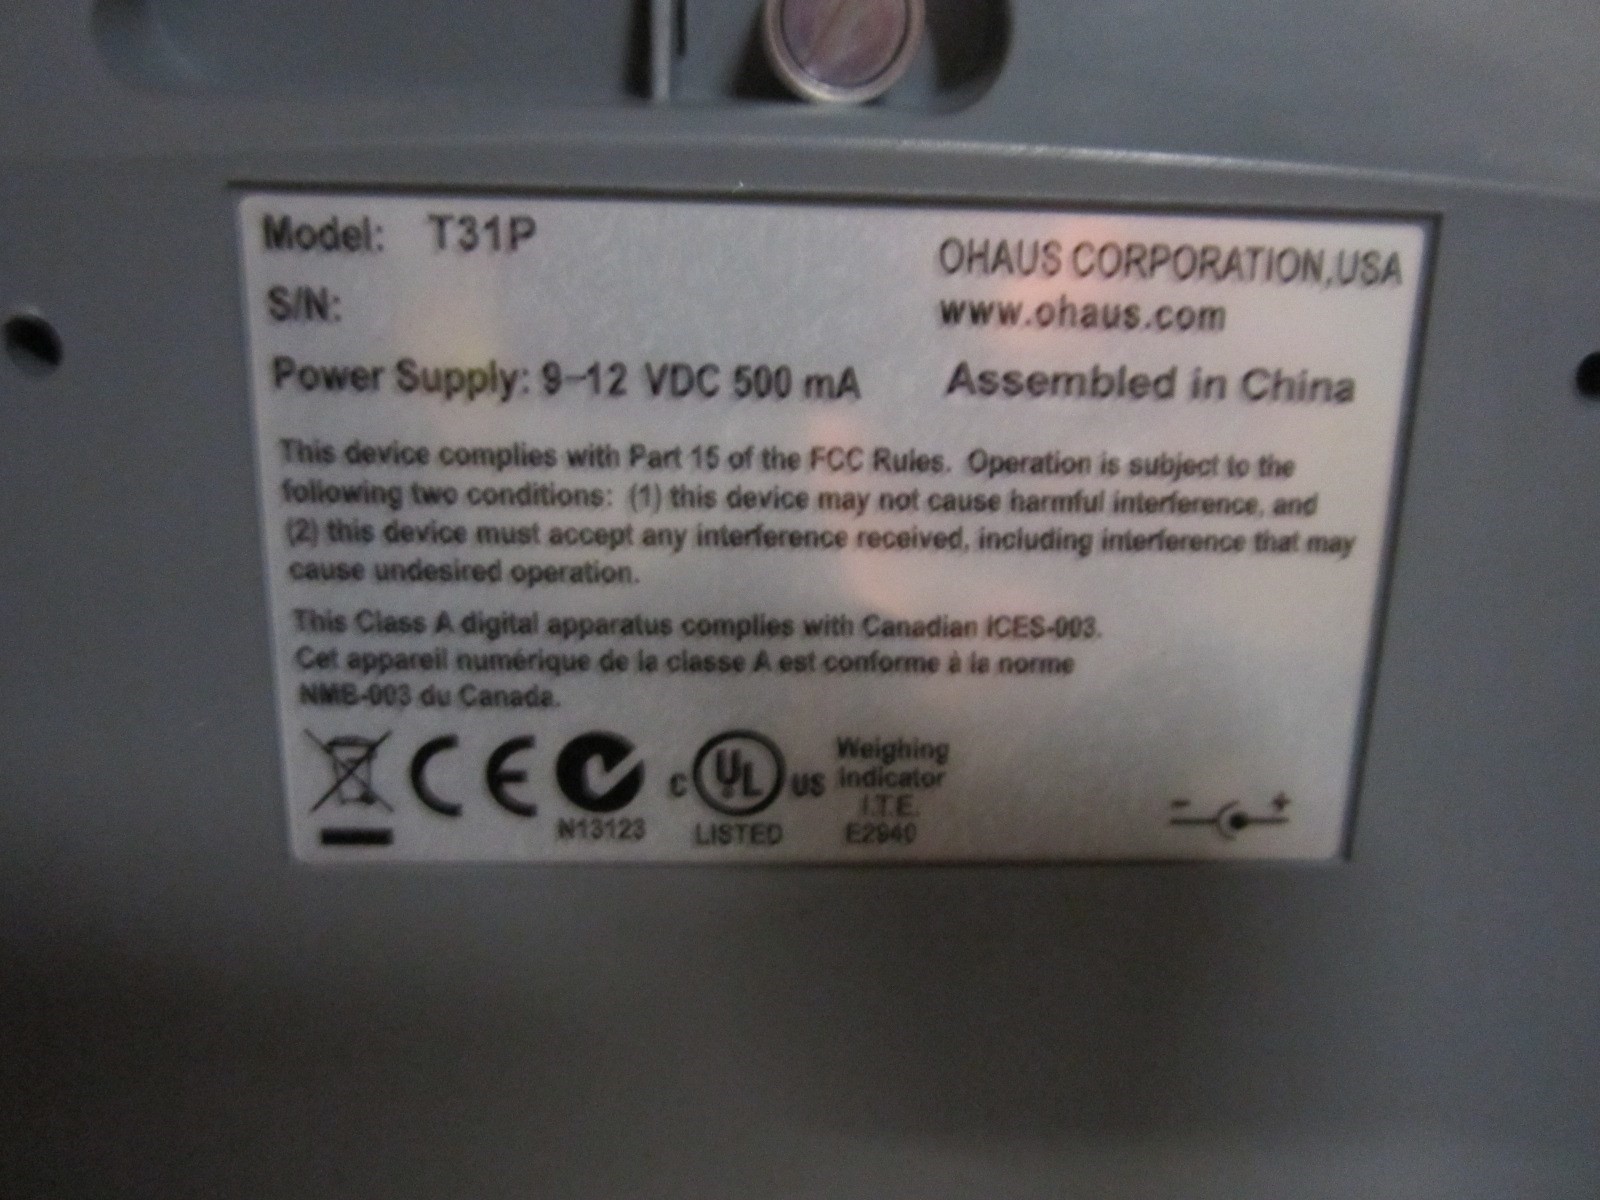 Model: T31P
S/N:
Power Supply: 9-12 VDC 500 mA
OHAUS CORPORATION,USA
www.ohaus.com
Assembled in China
This device complies with Part 15 of the FCC Rules. Operation is subject to the
following two conditions: (1) this device may not cause harmful interference, and
(2) this device must accept any interference received, including interference that may
cause undesired operation.
This Class A digital apparatus complies with Canadian ICES-003.
Cet appareil numérique de la classe A est conforme à la norme
NMB-003 du Canada.
CE
N13123
C UL US
LISTED
Weighing
Indicator
I.T.E.
E2940
- +